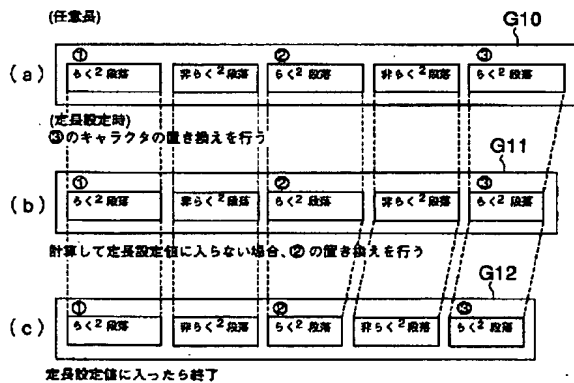 (任意長)
G10
① ② ③
(a) らく² 段落 非らく² 段落 らく² 段落 非らく² 段落 らく² 段落
(定長設定時)
③のキャラクタの置き換えを行う
G11
① ② ③
(b) らく² 段落 非らく² 段落 らく² 段落 非らく² 段落 らく² 段落
計算して定長設定値に入らない場合、②の置き換えを行う
G12
① ② ③
(c) らく² 段落 非らく² 段落 らく² 段落 非らく² 段落 らく² 段落
定長設定値に入ったら終了